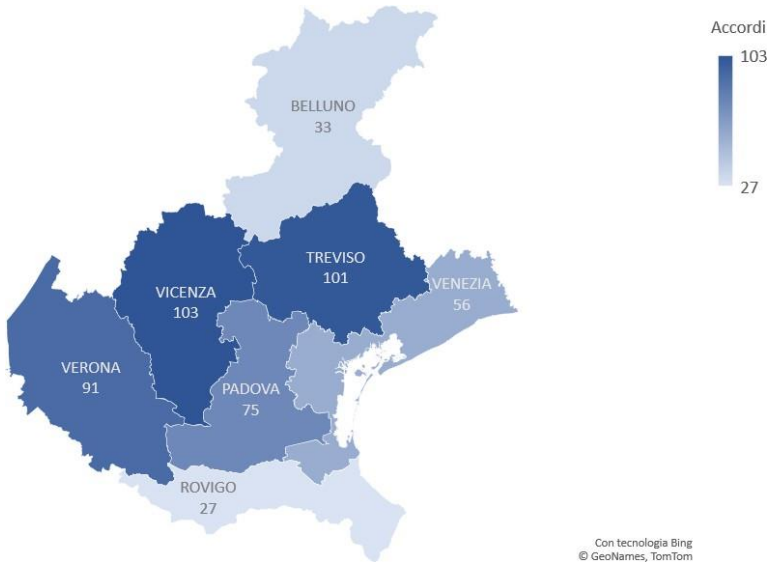 Accordi
103
27
BELLUNO
33
TREVISO
101
VENEZIA
56
VICENZA
103
VERONA
91
PADOVA
75
ROVIGO
27
Con tecnologia Bing
© GeoNames, TomTom